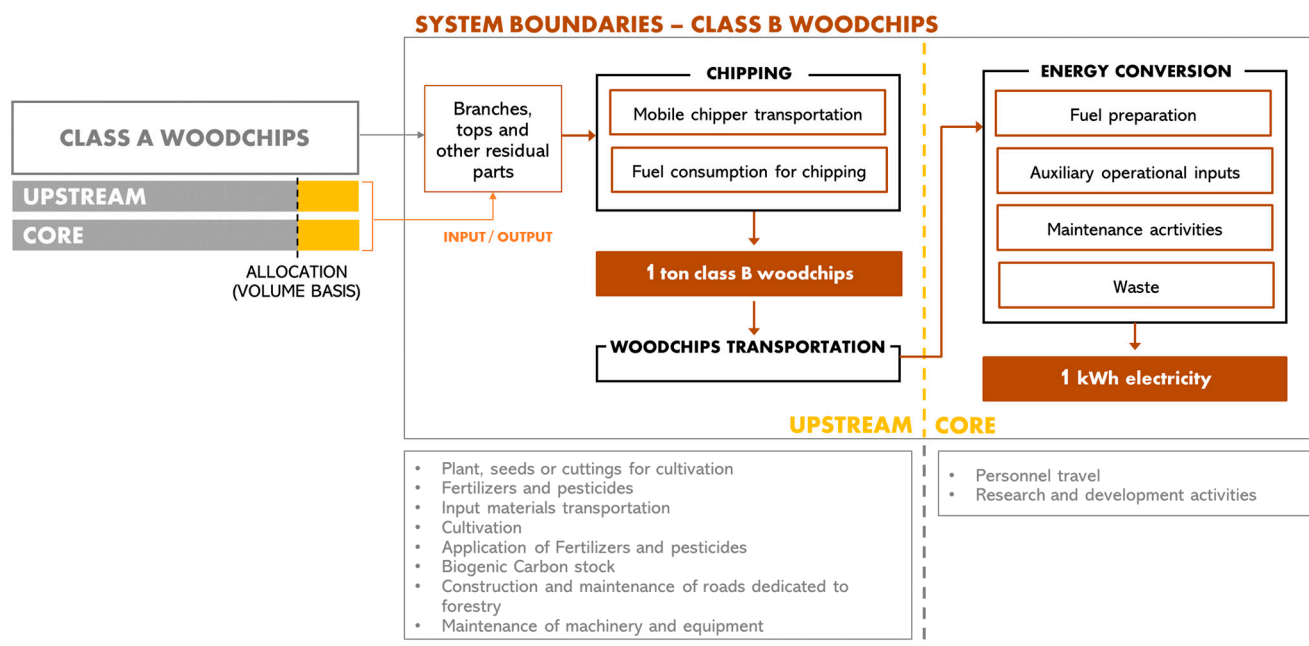 SYSTEM BOUNDARIES – CLASS B WOODCHIPS
CLASS A WOODCHIPS
UPSTREAM
CORE
ALLOCATION
(VOLUME BASIS)
Branches,
tops and
other residual
parts
INPUT / OUTPUT
CHIPPING
Mobile chipper transportation
Fuel consumption for chipping
1 ton class B woodchips
WOODCHIPS TRANSPORTATION
ENERGY CONVERSION
Fuel preparation
Auxiliary operational inputs
Maintenance acrtivities
Waste
1 kWh electricity
UPSTREAM
CORE
• Plant, seeds or cuttings for cultivation
• Fertilizers and pesticides
• Input materials transportation
• Cultivation
• Application of Fertilizers and pesticides
• Biogenic Carbon stock
• Construction and maintenance of roads dedicated to
forestry
• Maintenance of machinery and equipment
• Personnel travel
• Research and development activities